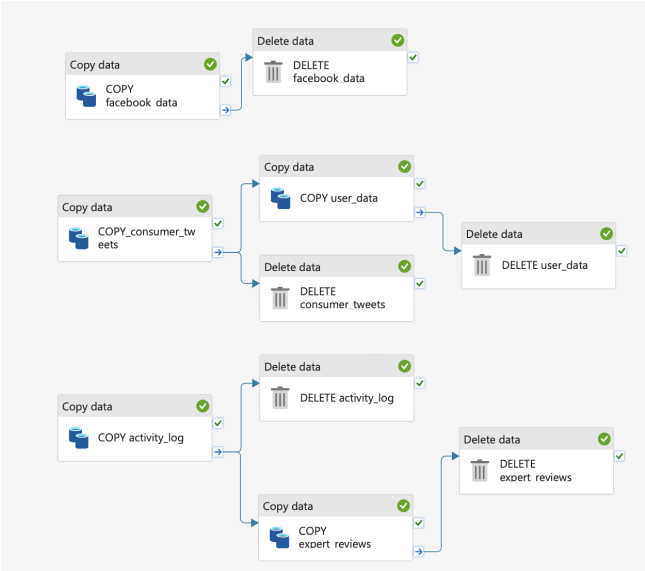 Copy data
COPY
facebook_data
Delete data
DELETE
facebook_data
Copy data
COPY_consumer_tw
eets
Copy data
COPY user_data
Delete data
DELETE user_data
Delete data
DELETE
consumer_tweets
Copy data
COPY activity_log
Delete data
DELETE activity_log
Copy data
COPY
expert_reviews
Delete data
DELETE
expert_reviews